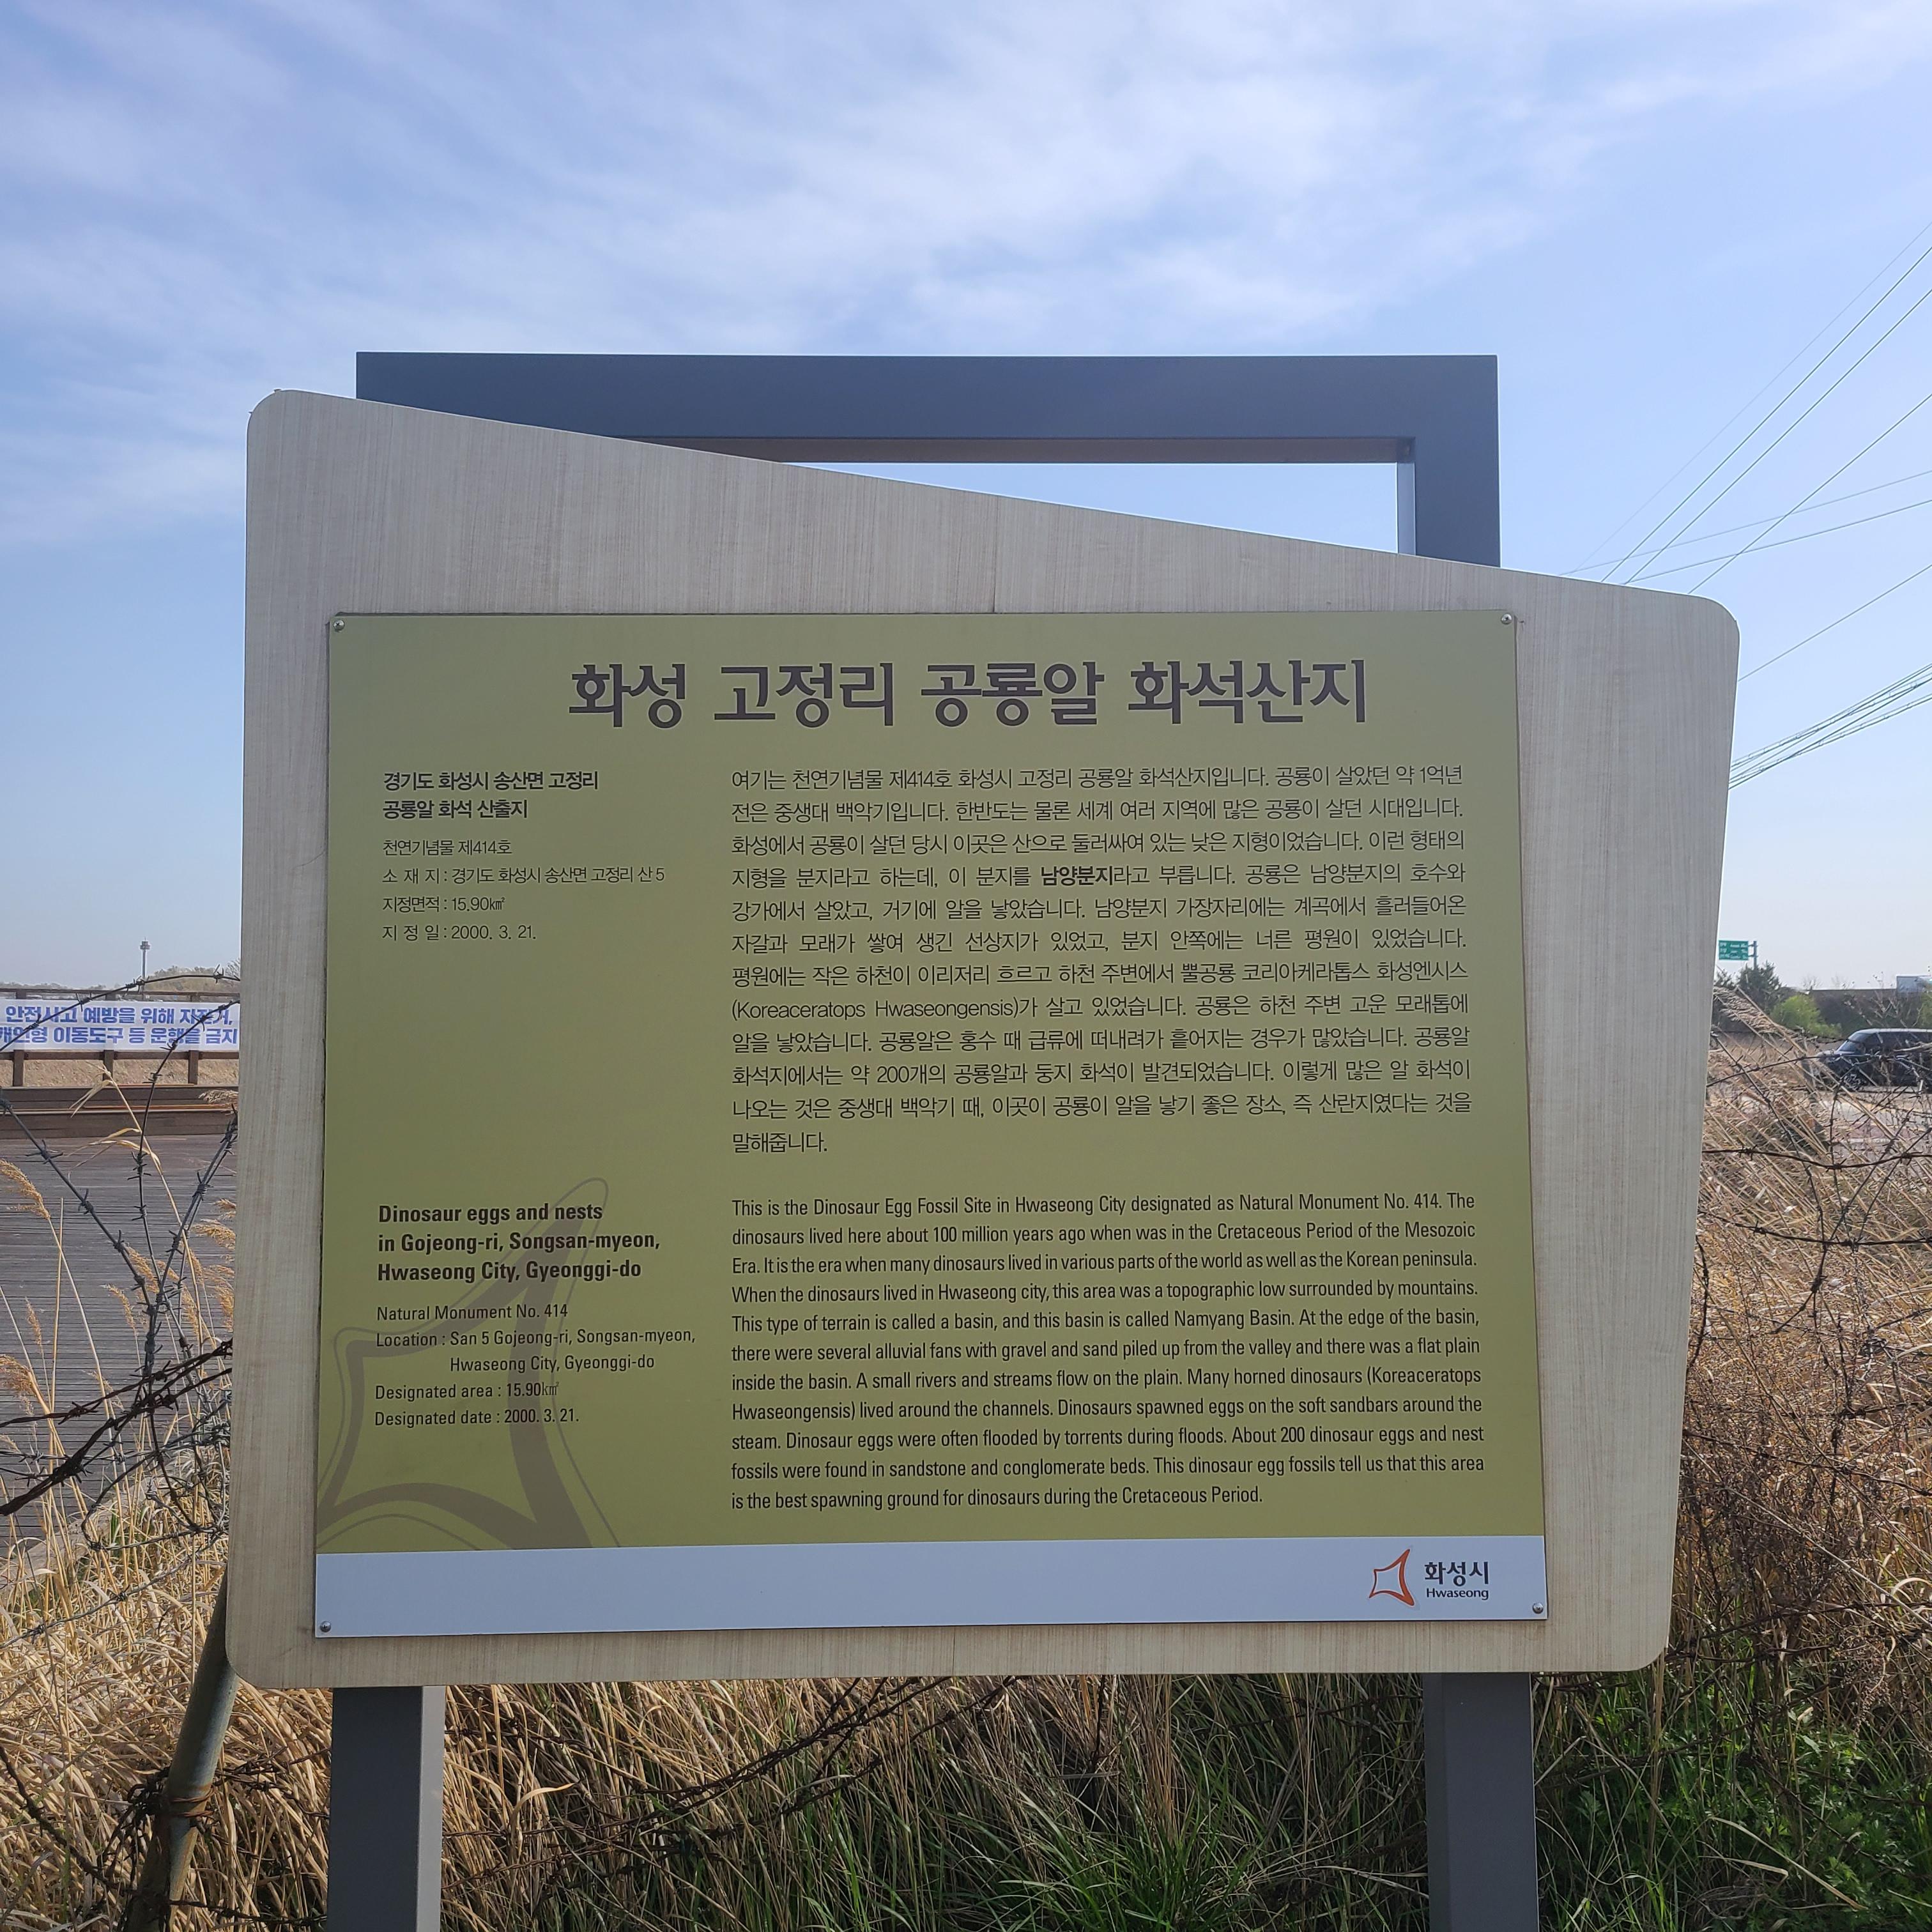 화성 고정리 공룡알 화석산지
경기도 화성시 송산면 고정리
공룡알 화석 산출지
천연기념물 제414호
소 재 지 : 경기도 화성시 송산면 고정리 산 5
지정면적 : 15.90㎢
지 정 일 : 2000. 3. 21.
여기는 천연기념물 제414호 화성시 고정리 공룡알 화석산지입니다. 공룡이 살았던 약 1억년
전은 중생대 백악기입니다. 한반도는 물론 세계 여러 지역에 많은 공룡이 살던 시대입니다.
화성에서 공룡이 살던 당시 이곳은 산으로 둘러싸여 있는 낮은 지형이었습니다. 이런 형태의
지형을 분지라고 하는데, 이 분지를 남양분지라고 부릅니다. 공룡은 남양분지의 호수와
강가에서 살았고, 거기에 알을 낳았습니다. 남양분지 가장자리에는 계곡에서 흘러들어온
자갈과 모래가 쌓여 생긴 선상지가 있었고, 분지 안쪽에는 너른 평원이 있었습니다.
평원에는 작은 하천이 이리저리 흐르고 하천 주변에서 뿔공룡 코리아케라톱스 화성엔시스
(Koreaceratops Hwaseongensis)가 살고 있었습니다. 공룡은 하천 주변 고운 모래톱에
알을 낳았습니다. 공룡알은 홍수 때 급류에 떠내려가 흩어지는 경우가 많았습니다. 공룡알
화석지에서는 약 200개의 공룡알과 둥지 화석이 발견되었습니다. 이렇게 많은 알 화석이
나오는 것은 중생대 백악기 때, 이곳이 공룡이 알을 낳기 좋은 장소, 즉 산란지였다는 것을
말해줍니다.
Dinosaur eggs and nests
in Gojeong-ri, Songsan-myeon,
Hwaseong City, Gyeonggi-do
Natural Monument No. 414
Location : San 5 Gojeong-ri, Songsan-myeon,
Hwaseong City, Gyeonggi-do
Designated area : 15.90㎢
Designated date : 2000. 3. 21.
This is the Dinosaur Egg Fossil Site in Hwaseong City designated as Natural Monument No. 414. The
dinosaurs lived here about 100 million years ago when was in the Cretaceous Period of the Mesozoic
Era. It is the era when many dinosaurs lived in various parts of the world as well as the Korean peninsula.
When the dinosaurs lived in Hwaseong city, this area was a topographic low surrounded by mountains.
This type of terrain is called a basin, and this basin is called Namyang Basin. At the edge of the basin,
there were several alluvial fans with gravel and sand piled up from the valley and there was a flat plain
inside the basin. A small rivers and streams flow on the plain. Many horned dinosaurs (Koreaceratops
Hwaseongensis) lived around the channels. Dinosaurs spawned eggs on the soft sandbars around the
steam. Dinosaur eggs were often flooded by torrents during floods. About 200 dinosaur eggs and nest
fossils were found in sandstone and conglomerate beds. This dinosaur egg fossils tell us that this area
is the best spawning ground for dinosaurs during the Cretaceous Period.
화성시
Hwaseong
안전사고 예방을 위해 자전거,
개인형 이동도구 등 운행을 금지